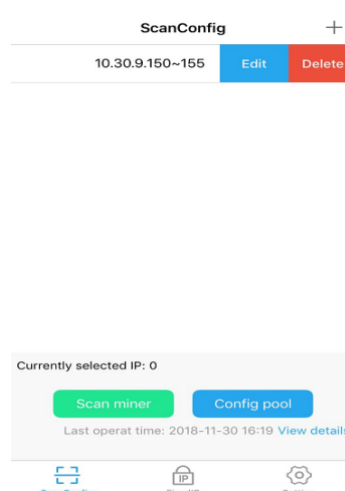 ScanConfig +
10.30.9.150~155 Edit Delete
Currently selected IP: 0
Scan miner Config pool
Last operat time: 2018-11-30 16:19 View details
IP